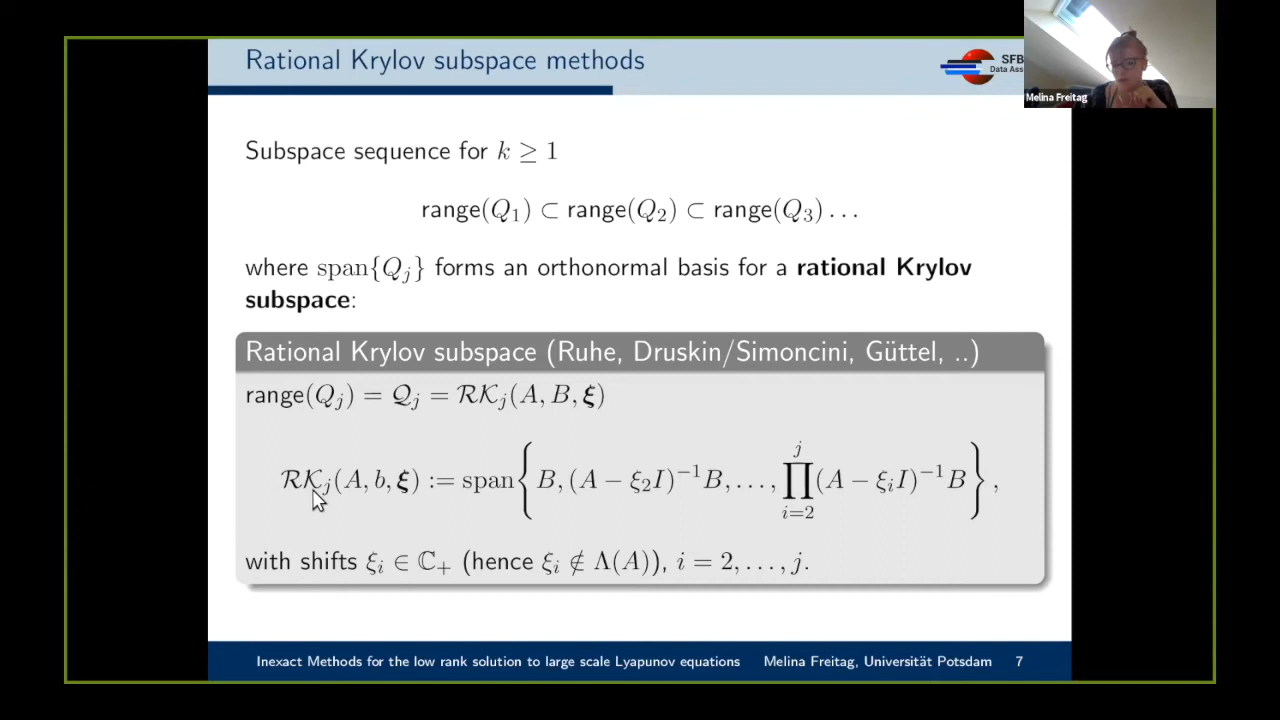 Rational Krylov subspace methods
SFB
Data Ass
Melina Freitag
Subspace sequence for k ≥ 1
range(Q₁) ⊂ range(Q₂) ⊂ range(Q₃) . . .
where span{Qⱼ} forms an orthonormal basis for a rational Krylov
subspace:
Rational Krylov subspace (Ruhe, Druskin/Simoncini, Güttel, ..)
range(Qⱼ) = 𝒬ⱼ = ℛ𝒦ⱼ(A, B, ξ)
ℛ𝒦ⱼ(A, b, ξ) := span{B, (A − ξ₂I)⁻¹B, . . . , ∏ᵢ₌₂ʲ (A − ξᵢI)⁻¹B},
with shifts ξᵢ ∈ ℂ₊ (hence ξᵢ ∉ Λ(A)), i = 2, . . . , j.
Inexact Methods for the low rank solution to large scale Lyapunov equations Melina Freitag, Universität Potsdam 7